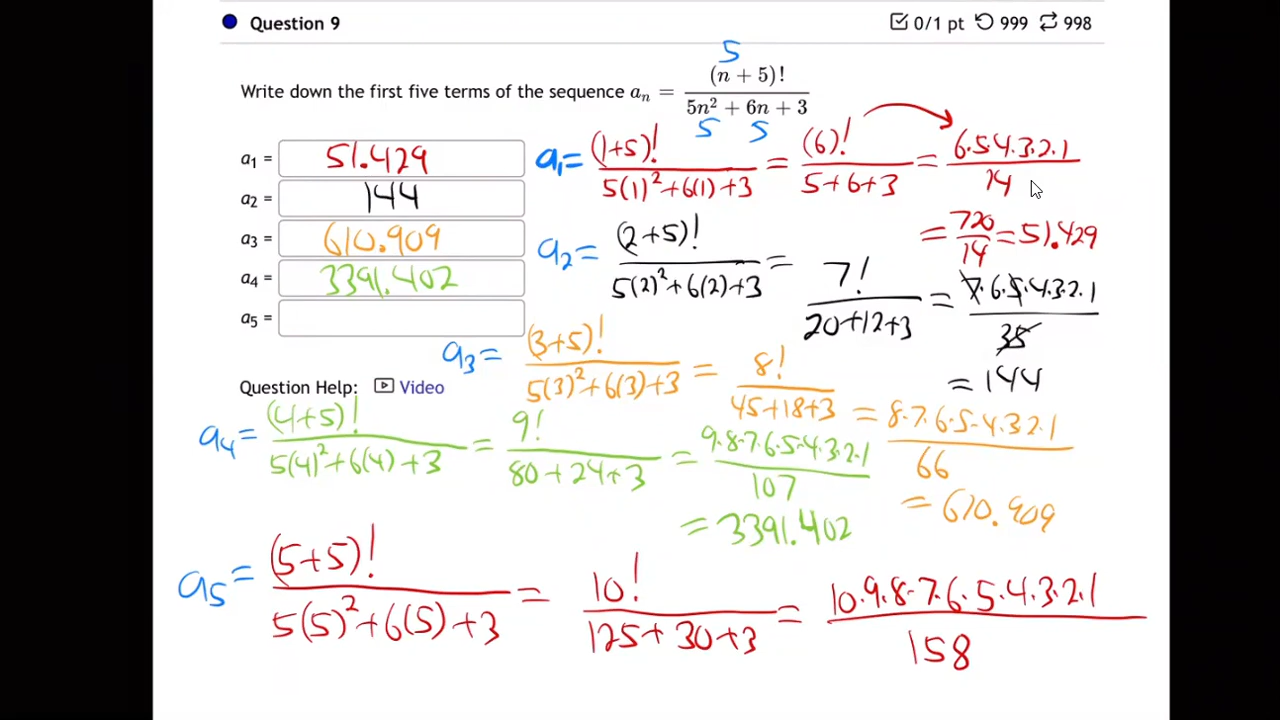 Question 9 0/1 pt 999 998
5
Write down the first five terms of the sequence aₙ = (n + 5)! / (5n² + 6n + 3)
5 5
a₁ = 51.429
a₂ = 144
a₃ = 610.909
a₄ = 3391.402
a₅ =
a₁ = (1+5)! / (5(1)²+6(1)+3) = (6)! / (5+6+3) = 6·5·4·3·2·1 / 14
= 720/14 = 51.429
a₂ = (2+5)! / (5(2)²+6(2)+3) = 7! / (20+12+3) = 7·6·5·4·3·2·1 / 35
= 144
a₃ = (3+5)! / (5(3)²+6(3)+3) = 8! / (45+18+3) = 8·7·6·5·4·3·2·1 / 66
= 610.909
Question Help: Video
a₄ = (4+5)! / (5(4)²+6(4)+3) = 9! / (80+24+3) = 9·8·7·6·5·4·3·2·1 / 107
= 3391.402
a₅ = (5+5)! / (5(5)²+6(5)+3) = 10! / (125+30+3) = 10·9·8·7·6·5·4·3·2·1 / 158